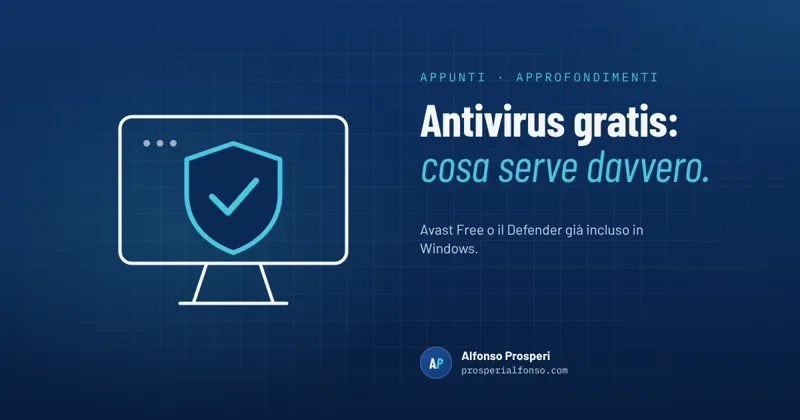 APPUNTI · APPROFONDIMENTI
Antivirus gratis:
cosa serve davvero.
Avast Free o il Defender già incluso in
Windows.
AP
Alfonso Prosperi
prosperialfonso.com